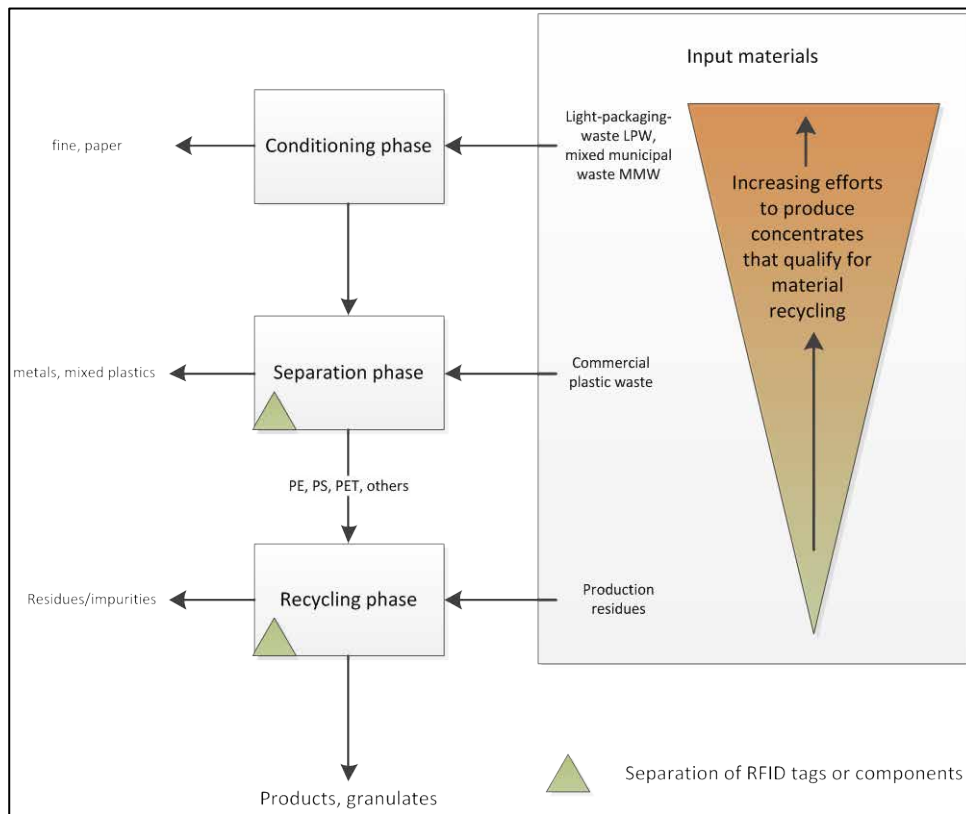 Input materials
fine, paper
Conditioning phase
Light-packaging-
waste LPW,
mixed municipal
waste MMW
Increasing efforts
to produce
concentrates
that qualify for
material
recycling
metals, mixed plastics
Separation phase
Commercial
plastic waste
PE, PS, PET, others
Residues/impurities
Recycling phase
Production
residues
Products, granulates
Separation of RFID tags or components